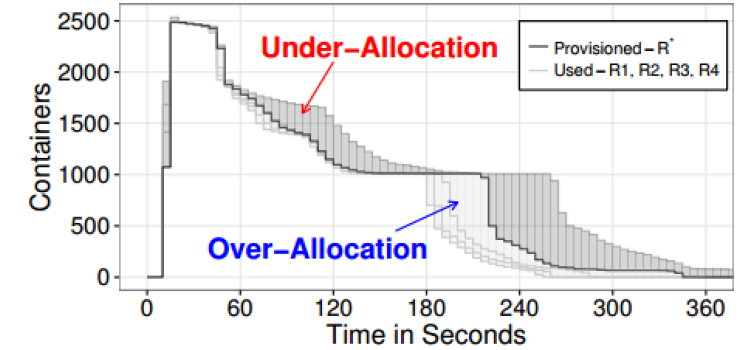 2500
2000
1500
1000
500
0
Containers
Under−Allocation
Over−Allocation
Provisioned − R*
Used − R1, R2, R3, R4
0 60 120 180 240 300 360
Time in Seconds